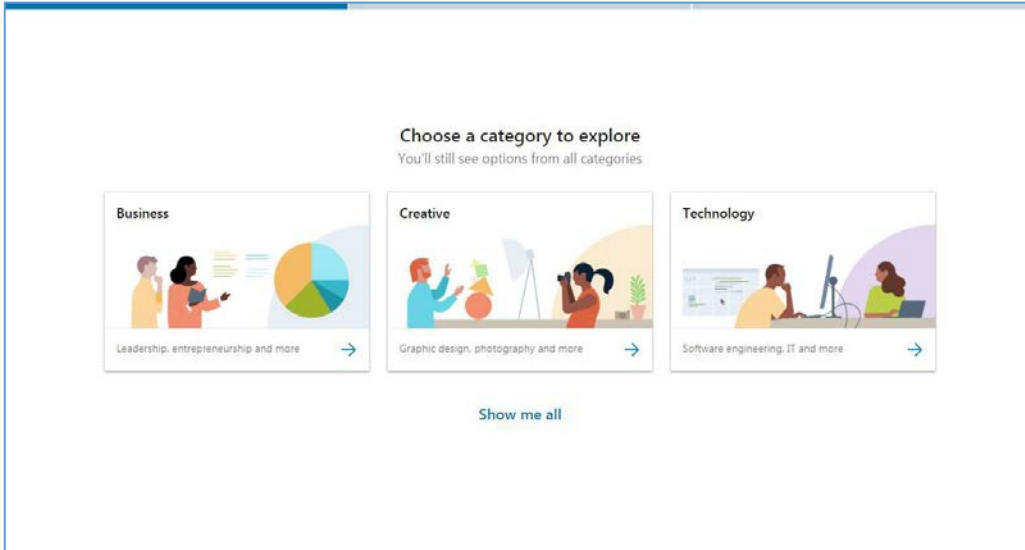 Choose a category to explore
You'll still see options from all categories
Business
Leadership, entrepreneurship and more
Creative
Graphic design, photography and more
Technology
Software engineering, IT and more
Show me all